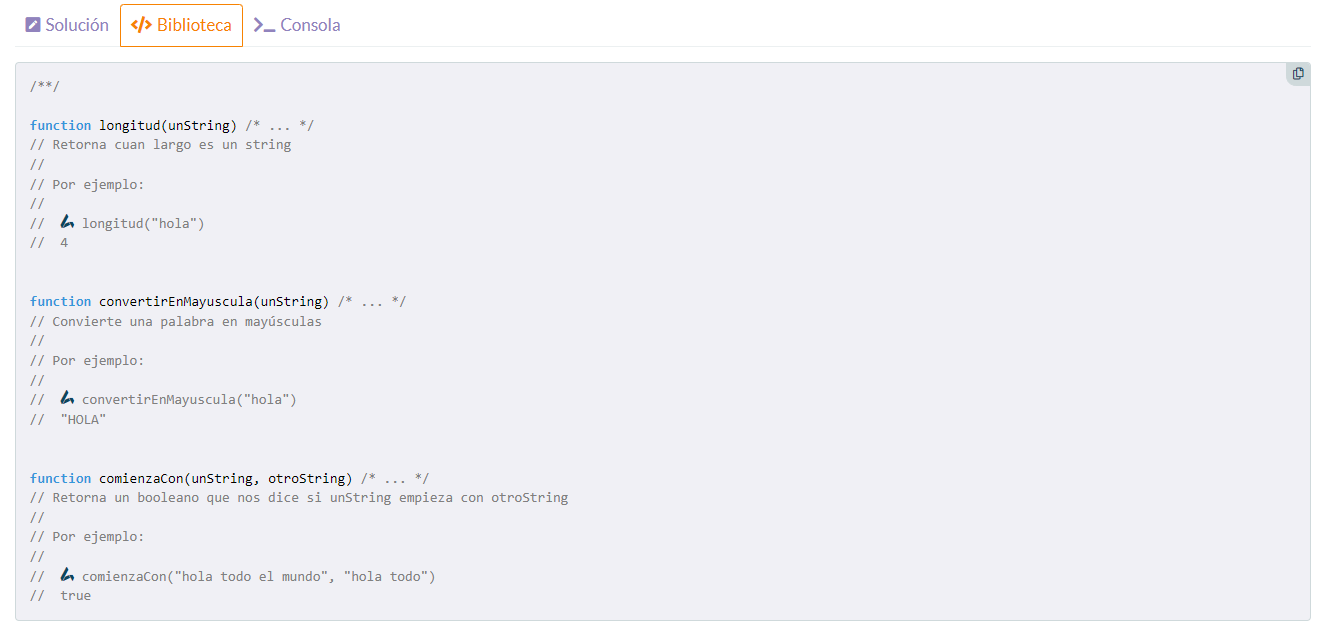 Solución </> Biblioteca >_ Consola
/**/
function longitud(unString) /* ... */
// Retorna cuan largo es un string
//
// Por ejemplo:
//
// longitud("hola")
// 4
function convertirEnMayuscula(unString) /* ... */
// Convierte una palabra en mayúsculas
//
// Por ejemplo:
//
// convertirEnMayuscula("hola")
// "HOLA"
function comienzaCon(unString, otroString) /* ... */
// Retorna un booleano que nos dice si unString empieza con otroString
//
// Por ejemplo:
//
// comienzaCon("hola todo el mundo", "hola todo")
// true